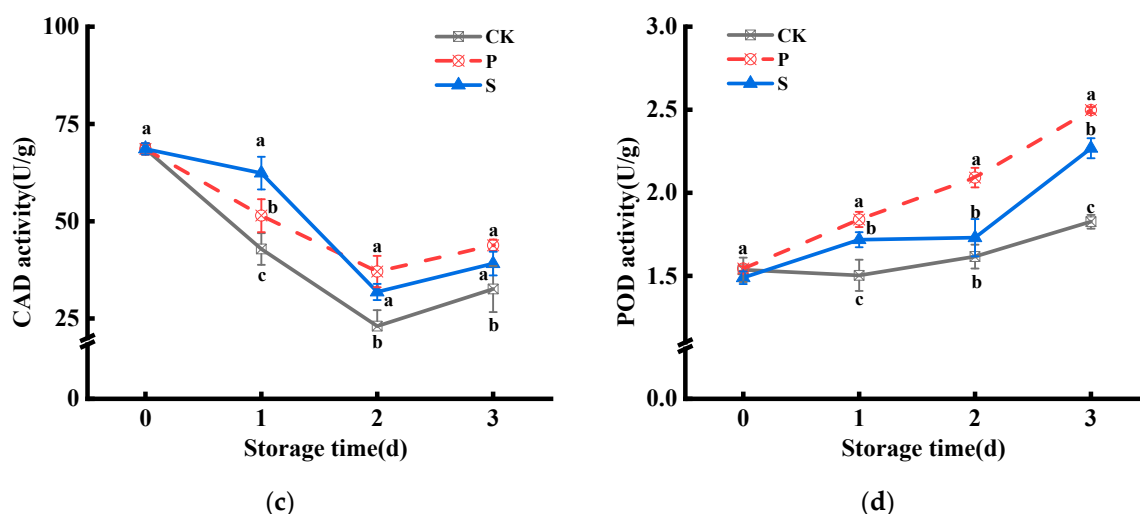 100
75
50
25
0
CAD activity(U/g)
CK
P
S
a
a
b
c
a
a
b
a
a
b
0 1 2 3
Storage time(d)
(c)
3.0
2.5
2.0
1.5
0.0
POD activity(U/g)
CK
P
S
a
a
b
c
a
b
b
a
b
c
0 1 2 3
Storage time(d)
(d)